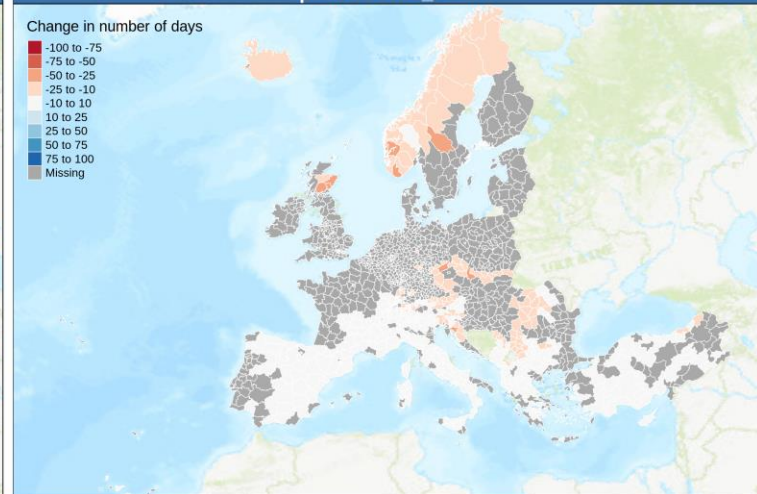 Change in number of days
-100 to -75
-75 to -50
-50 to -25
-25 to -10
-10 to 10
10 to 25
25 to 50
50 to 75
75 to 100
Missing
UKRAINE